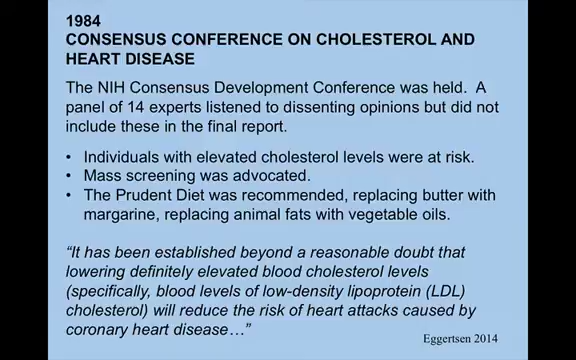 1984
CONSENSUS CONFERENCE ON CHOLESTEROL AND
HEART DISEASE
The NIH Consensus Development Conference was held. A
panel of 14 experts listened to dissenting opinions but did not
include these in the final report.
• Individuals with elevated cholesterol levels were at risk.
• Mass screening was advocated.
• The Prudent Diet was recommended, replacing butter with
margarine, replacing animal fats with vegetable oils.
“It has been established beyond a reasonable doubt that
lowering definitely elevated blood cholesterol levels
(specifically, blood levels of low-density lipoprotein (LDL)
cholesterol) will reduce the risk of heart attacks caused by
coronary heart disease…”
Eggertsen 2014